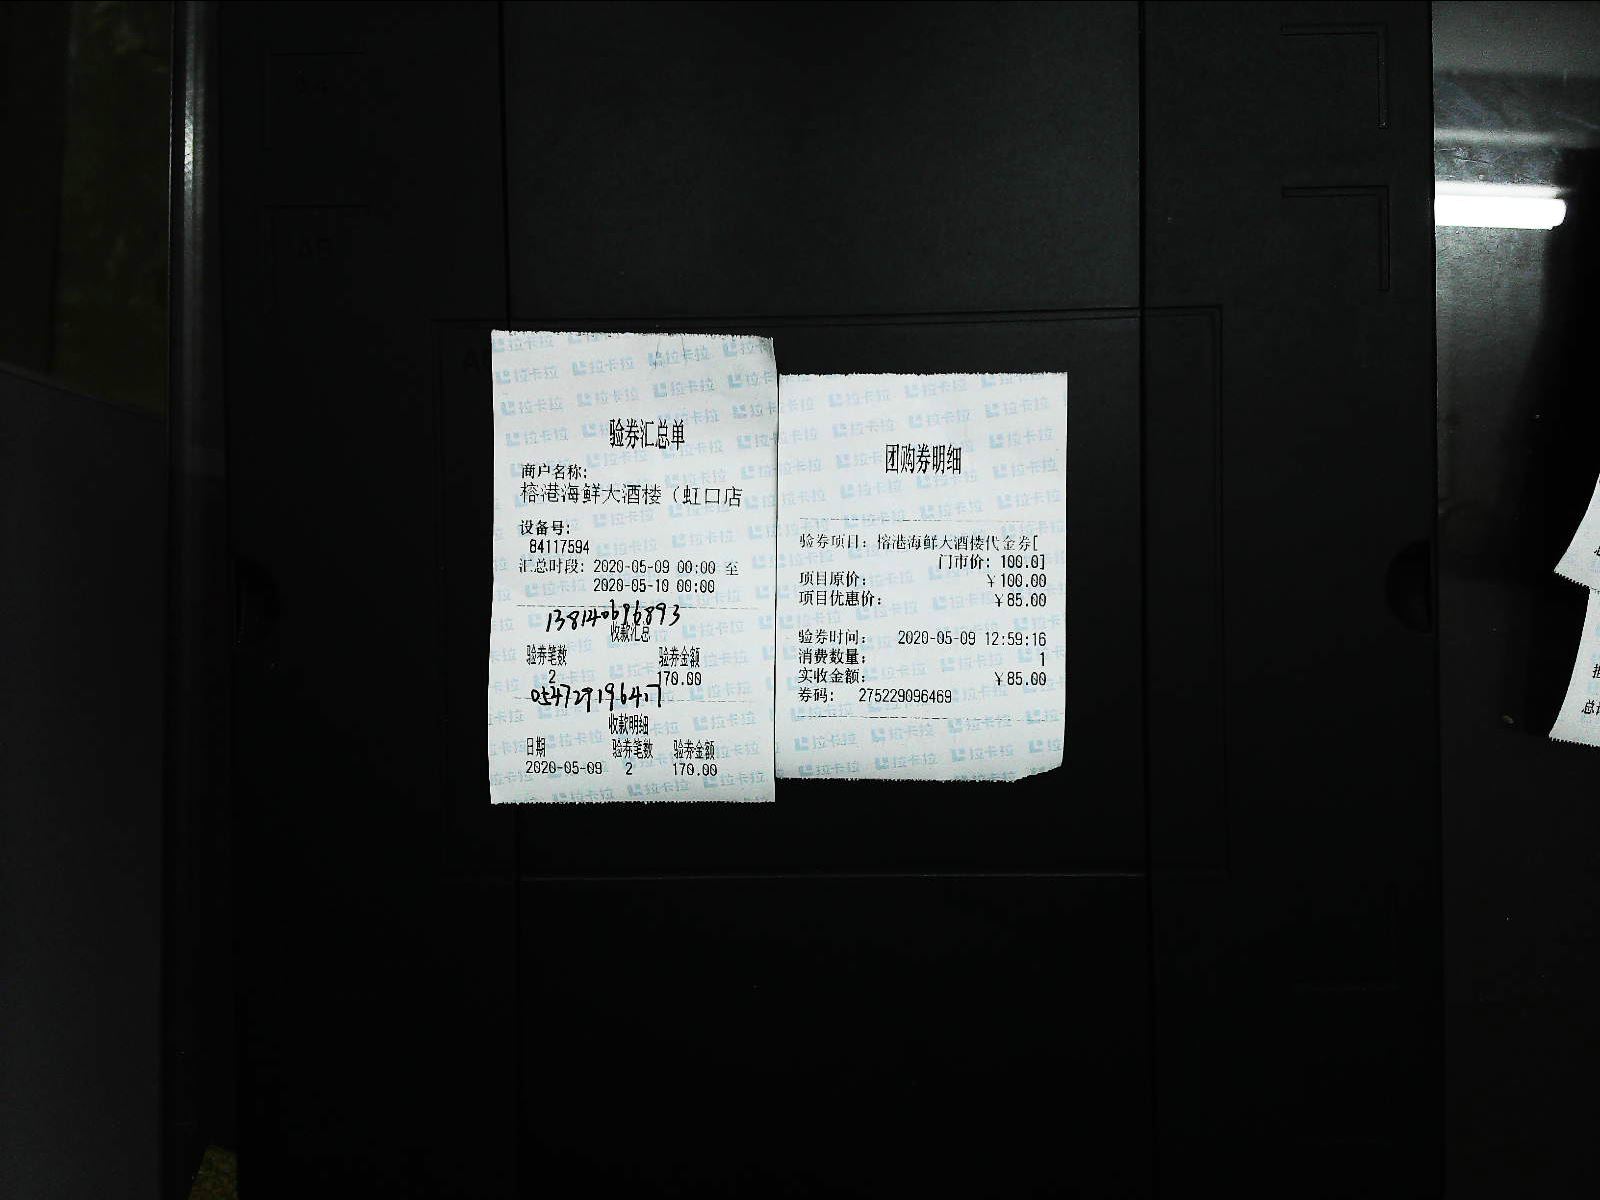 验券汇总单
商户名称:
榕港海鲜大酒楼（虹口店
设备号:
84117594
汇总时段: 2020-05-09 00:00 至
2020-05-10 00:00
收款汇总
验券笔数 验券金额
2 170.00
054729196417
收款明细
日期 验券笔数 验券金额
2020-05-09 2 170.00
团购券明细
验券项目: 榕港海鲜大酒楼代金券[
门市价: 100.0]
项目原价: ￥100.00
项目优惠价: ￥85.00
验券时间: 2020-05-09 12:59:16
消费数量: 1
实收金额: ￥85.00
券码: 275229096469
拉卡拉